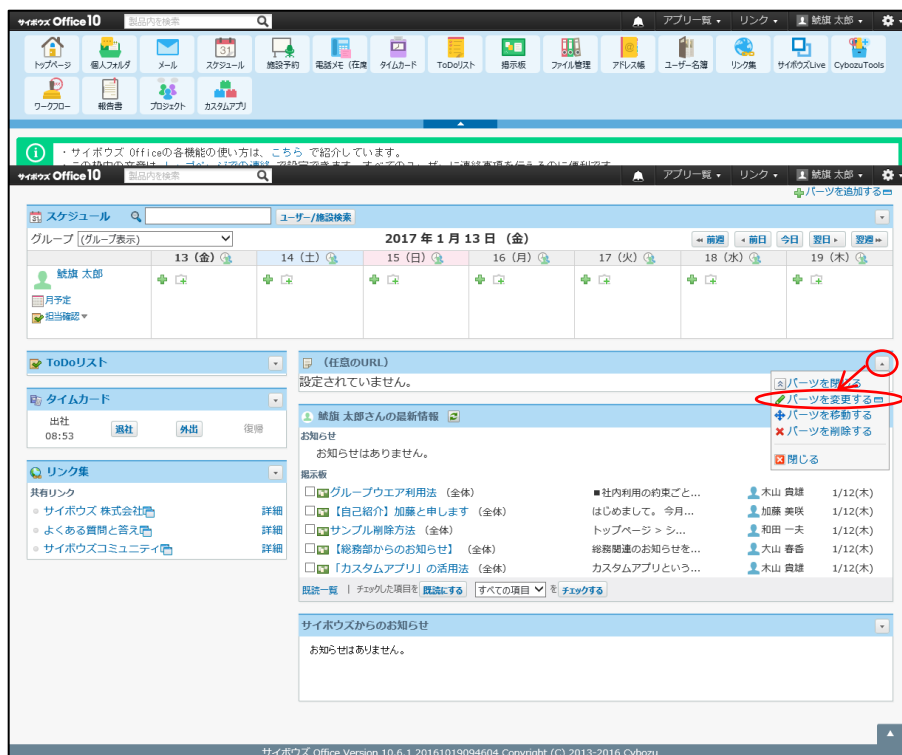 サイボウズ Office10 製品内を検索 アプリ一覧 リンク 鯱旗 太郎
トップページ 個人フォルダ メール スケジュール 施設予約 電話メモ (在席 タイムカード ToDoリスト 掲示板 ファイル管理 アドレス帳 ユーザー名簿 リンク集 サイボウズLive CybozuTools
ワークフロー 報告書 プロジェクト カスタムアプリ
・サイボウズ Officeの各機能の使い方は、こちら で紹介しています。
サイボウズ Office10 製品内を検索 アプリ一覧 リンク 鯱旗 太郎
パーツを追加する
スケジュール ユーザー/施設検索
グループ (グループ表示) 2017 年 1 月 13 日 (金) 前週 前日 今日 翌日 翌週
13 (金) 14 (土) 15 (日) 16 (月) 17 (火) 18 (水) 19 (木)
鯱旗 太郎
月予定
担当確認
ToDoリスト
タイムカード
出社 退社 外出 復帰
08:53
リンク集
共有リンク
サイボウズ 株式会社 詳細
よくある質問と答え 詳細
サイボウズコミュニティ 詳細
(任意のURL)
設定されていません。
パーツを閉じる
パーツを変更する
パーツを移動する
パーツを削除する
閉じる
鯱旗 太郎さんの最新情報
お知らせ
お知らせはありません。
掲示板
グループウエア利用法 (全体) ■社内利用の約束ごと... 木山 貴雄 1/12(木)
【自己紹介】加藤と申します (全体) はじめまして。 今月... 加藤 美咲 1/12(木)
サンプル削除方法 (全体) トップページ > シ... 和田 一夫 1/12(木)
【総務部からのお知らせ】 (全体) 総務関連のお知らせを... 大山 春香 1/12(木)
「カスタムアプリ」の活用法 (全体) カスタムアプリという... 木山 貴雄 1/12(木)
既読一覧 | チェックした項目を 既読にする すべての項目 を チェックする
サイボウズからのお知らせ
お知らせはありません。
サイボウズ Office Version 10.6.1 20161019094604 Copyright (C) 2013-2016 Cybozu